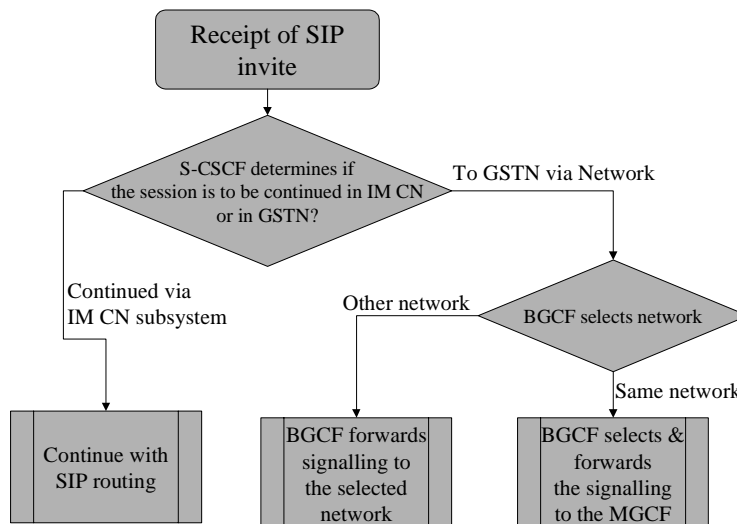 Receipt of SIP
invite
S-CSCF determines if
the session is to be continued in IM CN
or in GSTN?
To GSTN via Network
Continued via
IM CN subsystem
Other network
BGCF selects network
Same network
Continue with
SIP routing
BGCF forwards
signalling to
the selected
network
BGCF selects &
forwards
the signalling
to the MGCF